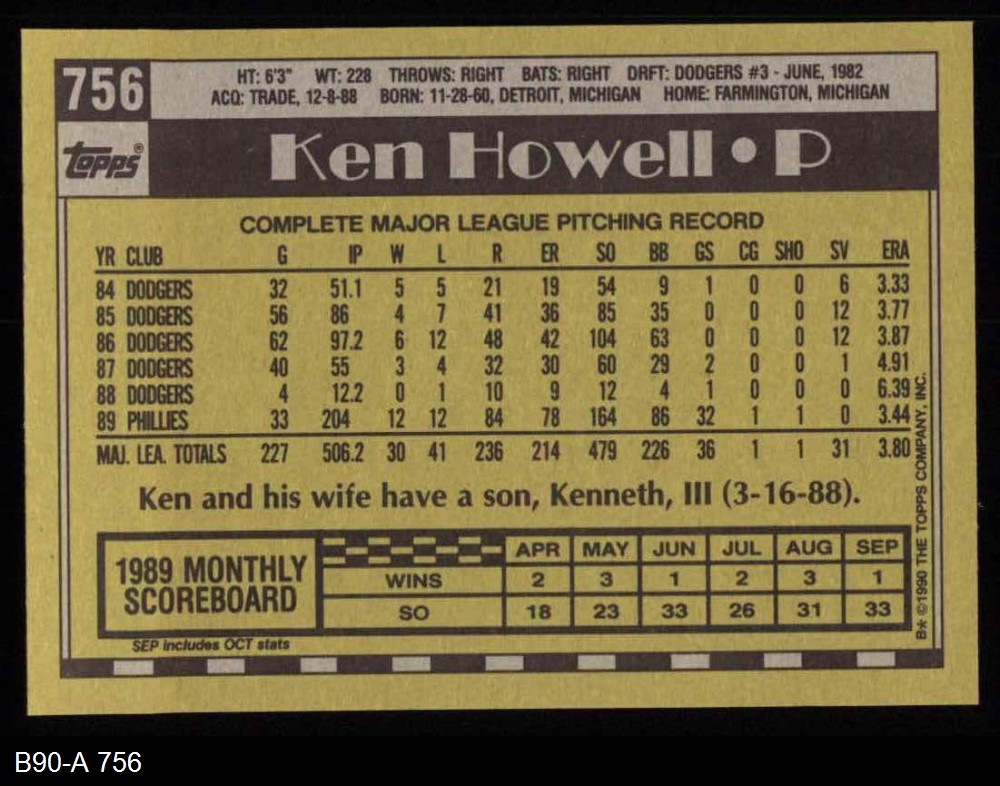 756
HT: 6'3" WT: 228 THROWS: RIGHT BATS: RIGHT DRFT: DODGERS #3 - JUNE, 1982
ACQ: TRADE, 12-8-88 BORN: 11-28-60, DETROIT, MICHIGAN HOME: FARMINGTON, MICHIGAN
Topps®
Ken Howell • P
COMPLETE MAJOR LEAGUE PITCHING RECORD
YR CLUB G IP W L R ER SO BB GS CG SHO SV ERA
84 DODGERS 32 51.1 5 5 21 19 54 9 1 0 0 6 3.33
85 DODGERS 56 86 4 7 41 36 85 35 0 0 0 12 3.77
86 DODGERS 62 97.2 6 12 48 42 104 63 0 0 0 12 3.87
87 DODGERS 40 55 3 4 32 30 60 29 2 0 0 1 4.91
88 DODGERS 4 12.2 0 1 10 9 12 4 1 0 0 0 6.39
89 PHILLIES 33 204 12 12 84 78 164 86 32 1 1 0 3.44
MAJ. LEA. TOTALS 227 506.2 30 41 236 214 479 226 36 1 1 31 3.80
Ken and his wife have a son, Kenneth, III (3-16-88).
1989 MONTHLY
SCOREBOARD
APR MAY JUN JUL AUG SEP
WINS 2 3 1 2 3 1
SO 18 23 33 26 31 33
SEP includes OCT stats
B* ©1990 THE TOPPS COMPANY, INC.
B90-A 756